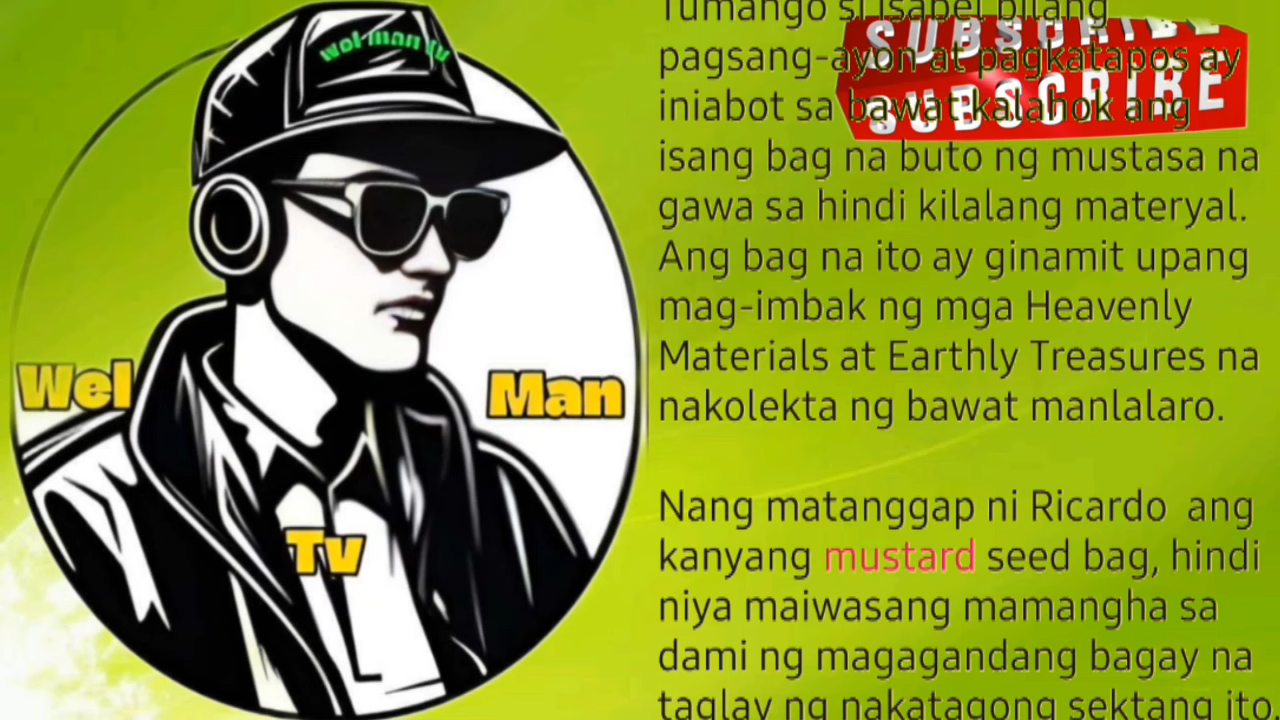 wel man tv
Wel
Man
Tv
SUBSCRIBE
SUBSCRIBE
Tumango si Isabel bilang
pagsang-ayon at pagkatapos ay
iniabot sa bawat kalahok ang
isang bag na buto ng mustasa na
gawa sa hindi kilalang materyal.
Ang bag na ito ay ginamit upang
mag-imbak ng mga Heavenly
Materials at Earthly Treasures na
nakolekta ng bawat manlalaro.
Nang matanggap ni Ricardo ang
kanyang mustard seed bag, hindi
niya maiwasang mamangha sa
dami ng magagandang bagay na
taglay ng nakatagong sektang ito.